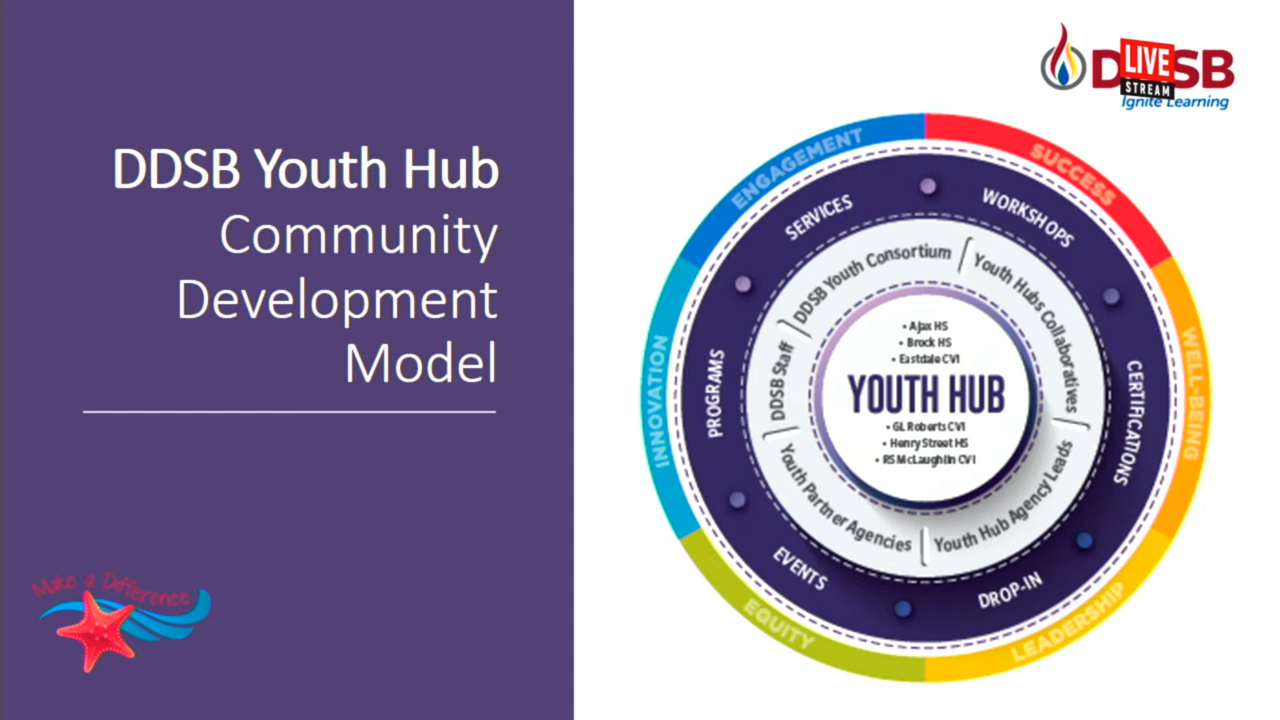 DDSB Youth Hub
Community
Development
Model
Make a Difference
LIVE
STREAM
D SB
Ignite Learning
ENGAGEMENT
SUCCESS
WELL-BEING
LEADERSHIP
EQUITY
INNOVATION
SERVICES
WORKSHOPS
CERTIFICATIONS
DROP-IN
EVENTS
PROGRAMS
DDSB Youth Consortium
Youth Hubs Collaboratives
Youth Hub Agency Leads
Youth Partner Agencies
DDSB Staff
• Ajax HS
• Brock HS
• Eastdale CVI
YOUTH HUB
• GL Roberts CVI
• Henry Street HS
• RS McLaughlin CVI